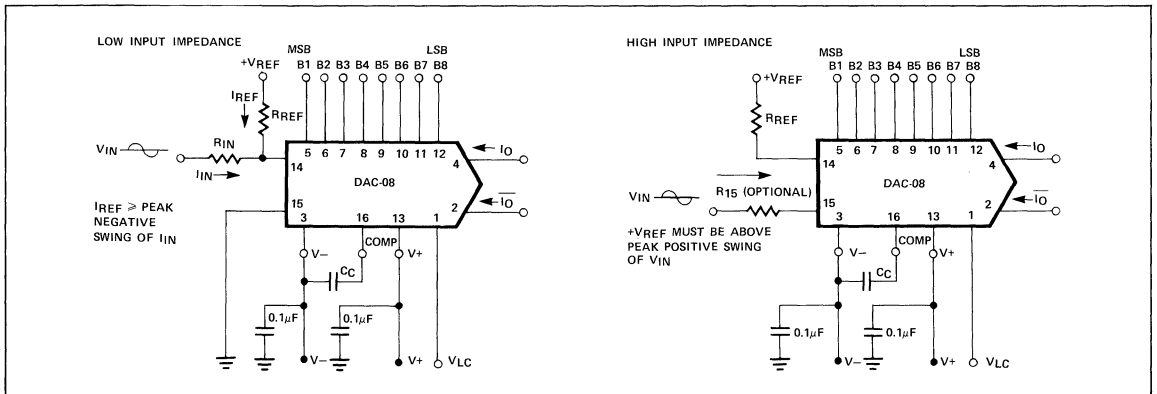 LOW INPUT IMPEDANCE
+VREF
MSB LSB
B1 B2 B3 B4 B5 B6 B7 B8
IREF
RREF
VIN
RIN
IIN
5 6 7 8 9 10 11 12
14
4
IO
DAC-08
15
2
IO
3 16 13 1
IREF ≥ PEAK
NEGATIVE
SWING OF IIN
COMP
V−
V+
CC
0.1µF
0.1µF
V−
V+
VLC
HIGH INPUT IMPEDANCE
+VREF
MSB LSB
B1 B2 B3 B4 B5 B6 B7 B8
RREF
5 6 7 8 9 10 11 12
14
4
IO
DAC-08
VIN
R15 (OPTIONAL)
15
2
IO
3 16 13 1
+VREF MUST BE ABOVE
PEAK POSITIVE SWING
OF VIN
COMP
V−
V+
CC
0.1µF
0.1µF
V−
V+
VLC